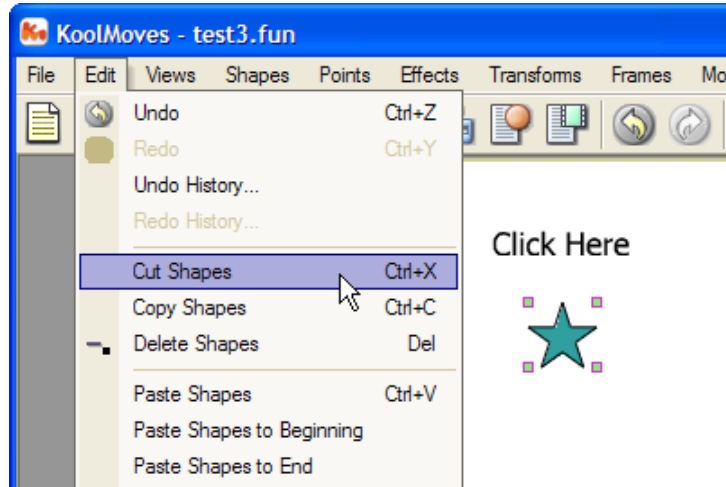 KoolMoves - test3.fun
File Edit Views Shapes Points Effects Transforms Frames
Undo Ctrl+Z
Redo Ctrl+Y
Undo History...
Redo History...
Click Here
Cut Shapes Ctrl+X
Copy Shapes Ctrl+C
Delete Shapes Del
Paste Shapes Ctrl+V
Paste Shapes to Beginning
Paste Shapes to End